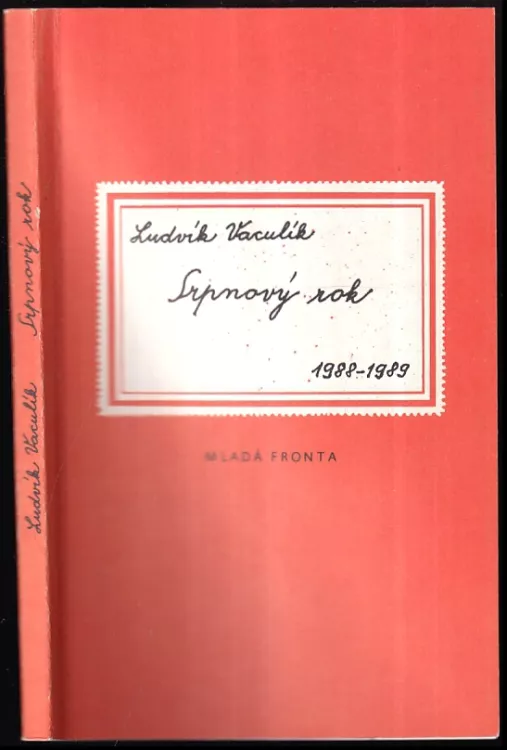 Ludvík Vaculík
Srpnový rok
1988-1989
MLADÁ FRONTA
Ludvík Vaculík Srpnový rok